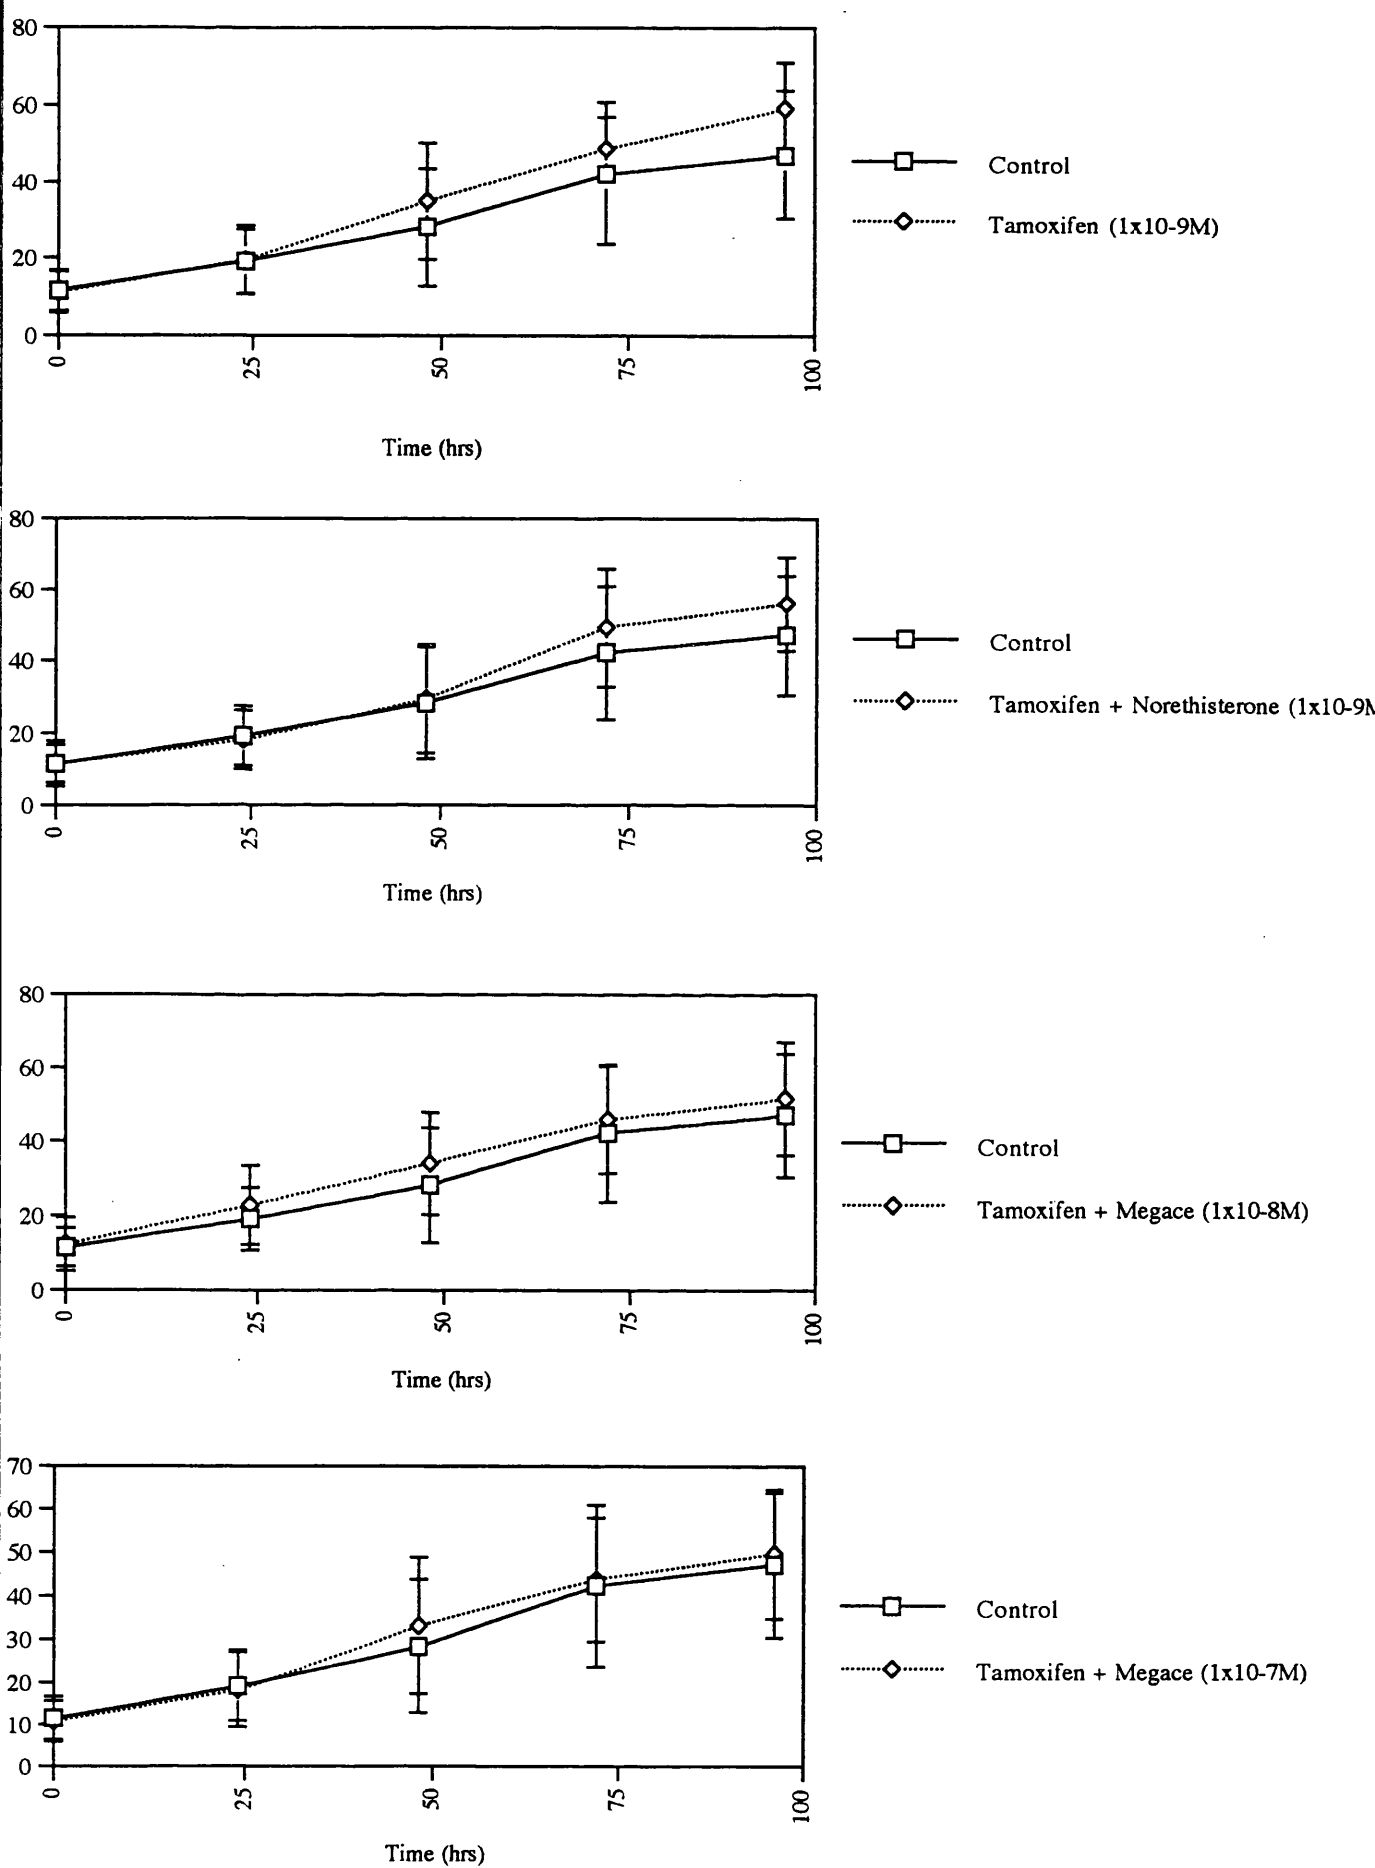 80
60
40
20
0
0 25 50 75 100
Time (hrs)
Control
Tamoxifen (1x10-9M)
80
60
40
20
0
0 25 50 75 100
Time (hrs)
Control
Tamoxifen + Norethisterone (1x10-9M
80
60
40
20
0
0 25 50 75 100
Time (hrs)
Control
Tamoxifen + Megace (1x10-8M)
70
60
50
40
30
20
10
0
0 25 50 75 100
Time (hrs)
Control
Tamoxifen + Megace (1x10-7M)